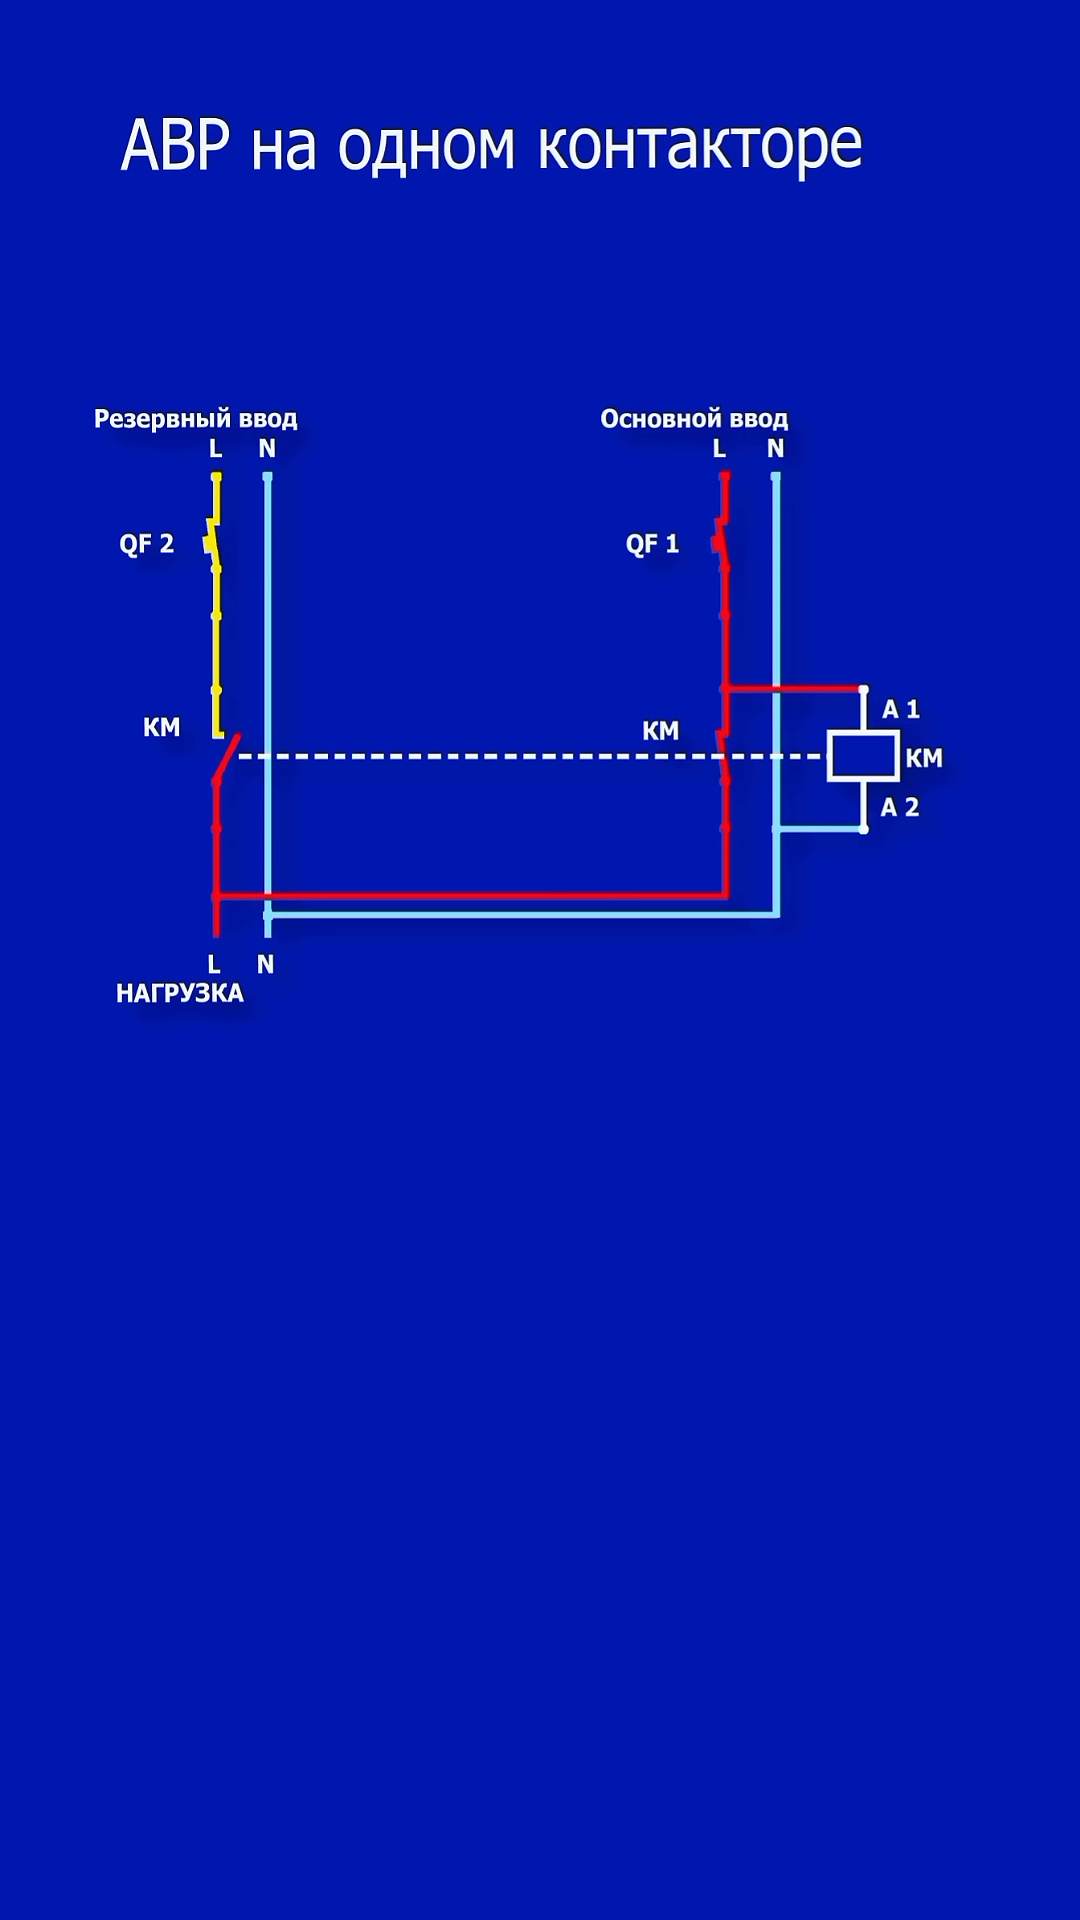 АВР на одном контакторе
Резервный ввод
L N
Основной ввод
L N
QF 2
QF 1
КМ
КМ
А 1
КМ
А 2
L N
НАГРУЗКА